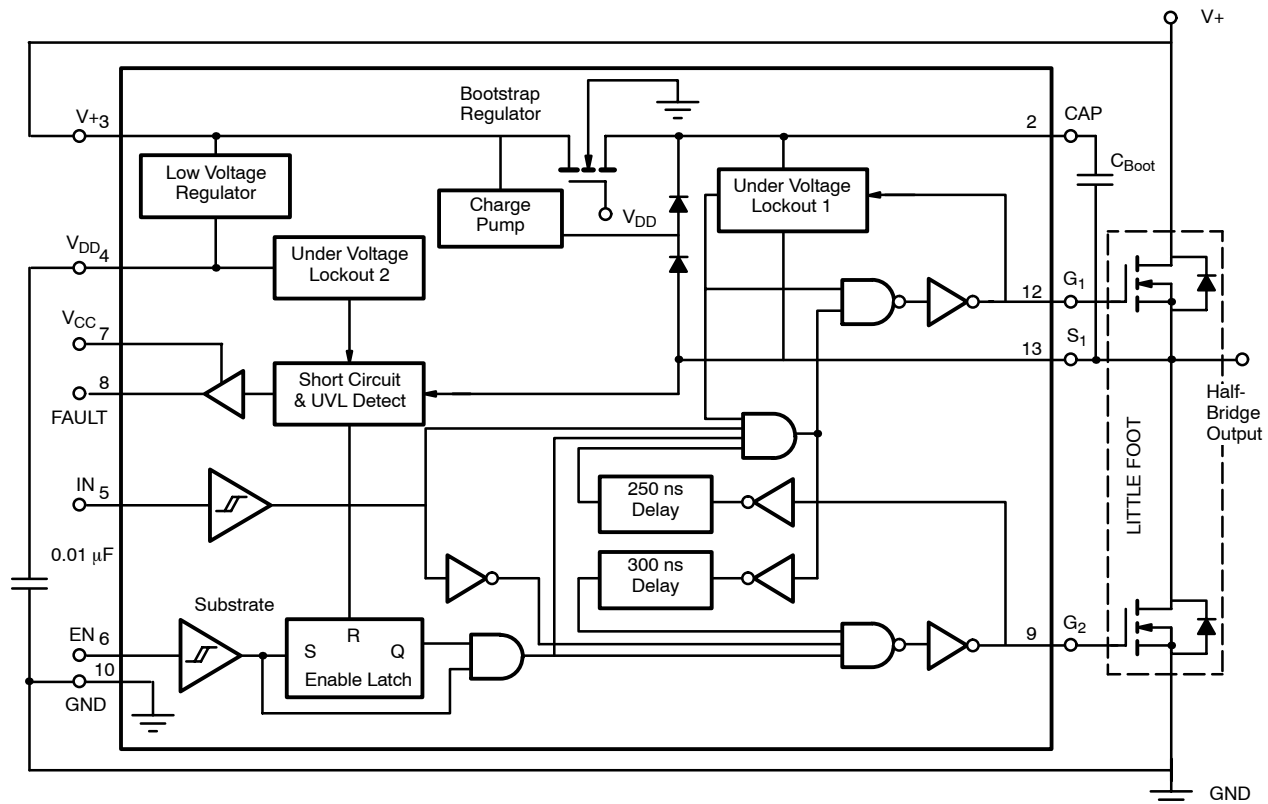 V+
Bootstrap
Regulator
V+ 3
2
CAP
Low Voltage
Regulator
Charge
Pump
VDD
Under Voltage
Lockout 1
CBoot
VDD 4
Under Voltage
Lockout 2
12
G1
VCC
7
13
S1
8
FAULT
Short Circuit
& UVL Detect
Half-
Bridge
Output
LITTLE FOOT
IN 5
250 ns
Delay
0.01 μF
300 ns
Delay
Substrate
EN 6
R
S
Q
Enable Latch
9
G2
10
GND
GND